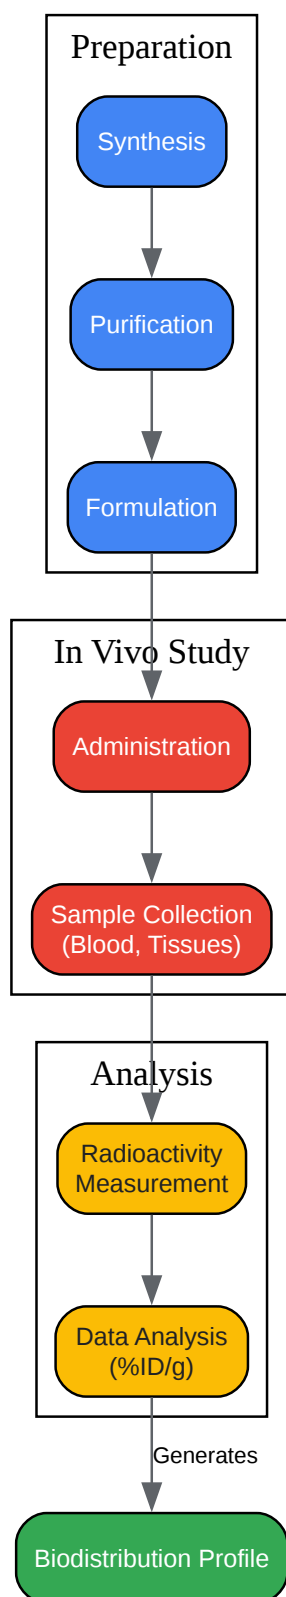 Preparation
Synthesis
Purification
Formulation
In Vivo Study
Administration
Sample Collection
(Blood, Tissues)
Analysis
Radioactivity
Measurement
Data Analysis
(%ID/g)
Generates
Biodistribution Profile